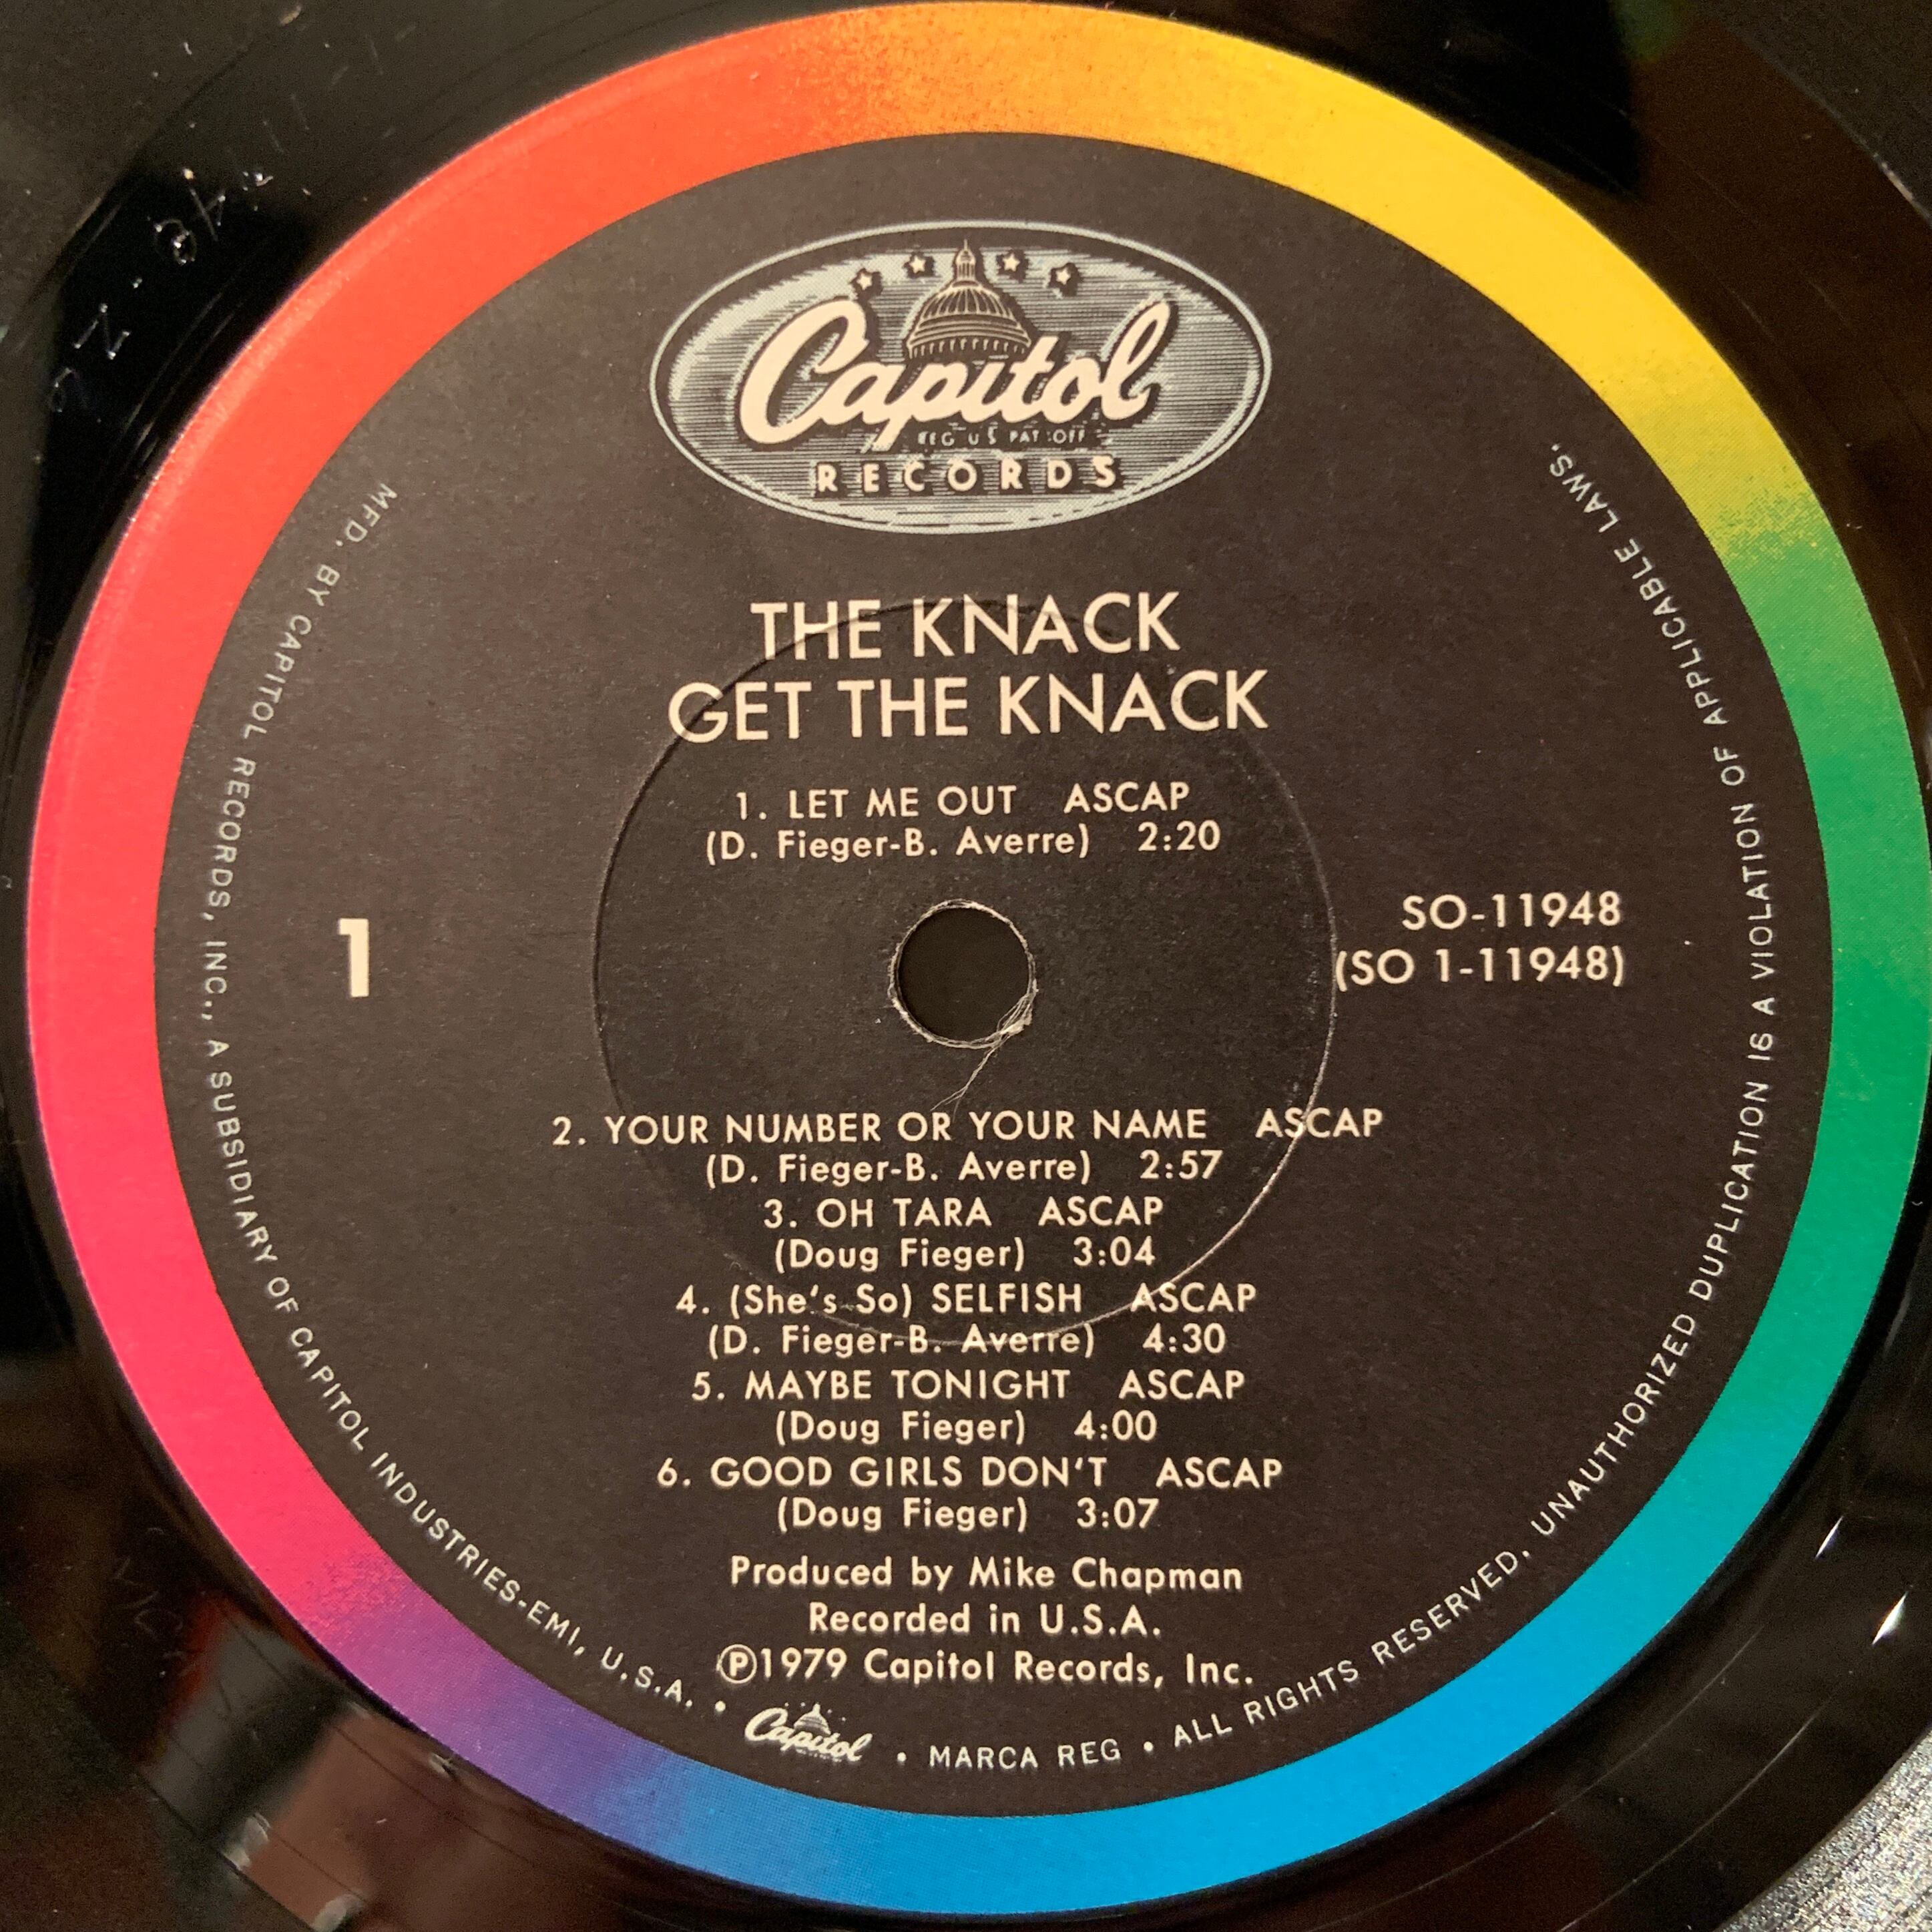 Capitol
REG U S PAT OFF
RECORDS
THE KNACK
GET THE KNACK
1. LET ME OUT ASCAP
(D. Fieger-B. Averre) 2:20
1
SO-11948
(SO 1-11948)
2. YOUR NUMBER OR YOUR NAME ASCAP
(D. Fieger-B. Averre) 2:57
3. OH TARA ASCAP
(Doug Fieger) 3:04
4. (She's So) SELFISH ASCAP
(D. Fieger-B. Averre) 4:30
5. MAYBE TONIGHT ASCAP
(Doug Fieger) 4:00
6. GOOD GIRLS DON'T ASCAP
(Doug Fieger) 3:07
Produced by Mike Chapman
Recorded in U.S.A.
Ⓟ1979 Capitol Records, Inc.
MFD. BY CAPITOL RECORDS, INC., A SUBSIDIARY OF CAPITOL INDUSTRIES-EMI, U.S.A. • Capitol • MARCA REG • ALL RIGHTS RESERVED. UNAUTHORIZED DUPLICATION IS A VIOLATION OF APPLICABLE LAWS.